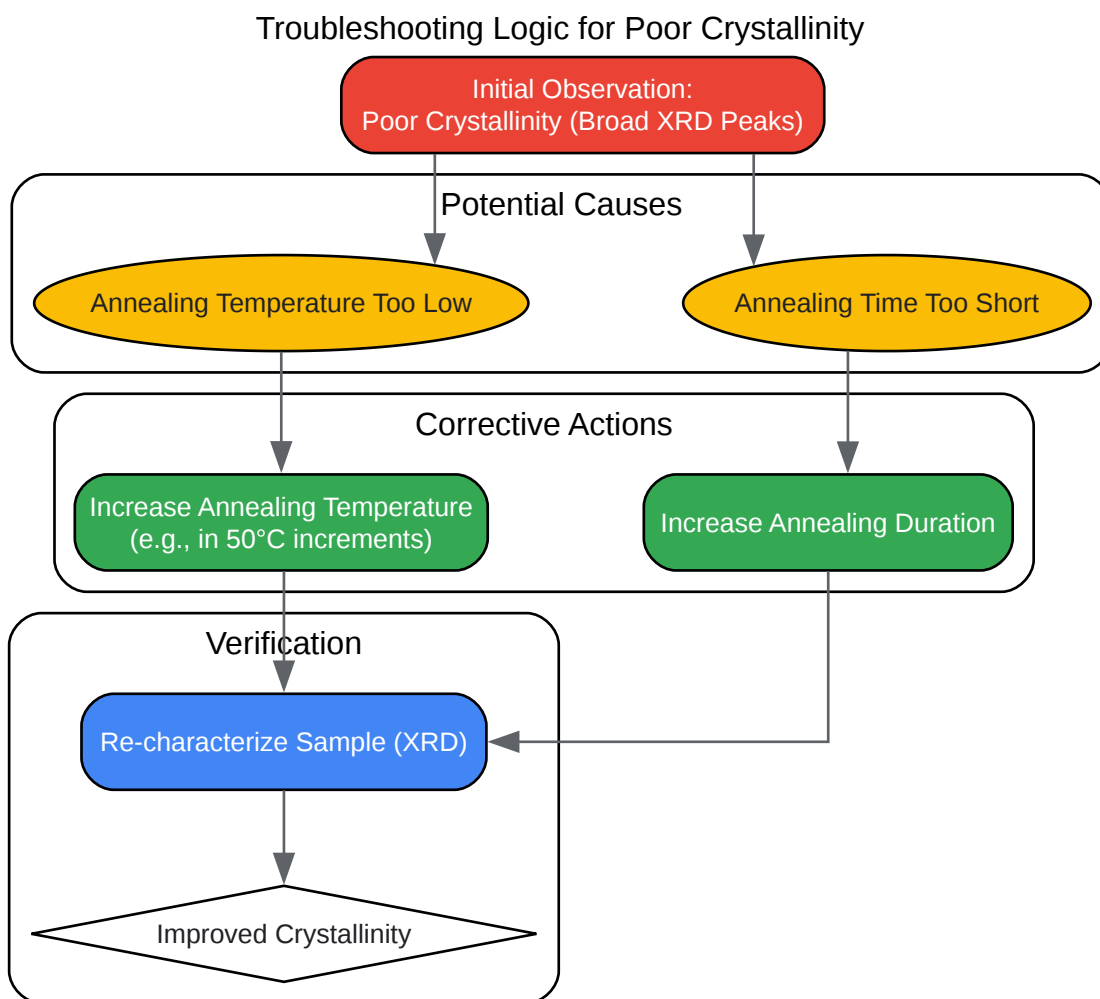 Troubleshooting Logic for Poor Crystallinity
Initial Observation:
Poor Crystallinity (Broad XRD Peaks)
Potential Causes
Annealing Temperature Too Low
Annealing Time Too Short
Corrective Actions
Increase Annealing Temperature
(e.g., in 50°C increments)
Increase Annealing Duration
Verification
Re-characterize Sample (XRD)
Improved Crystallinity